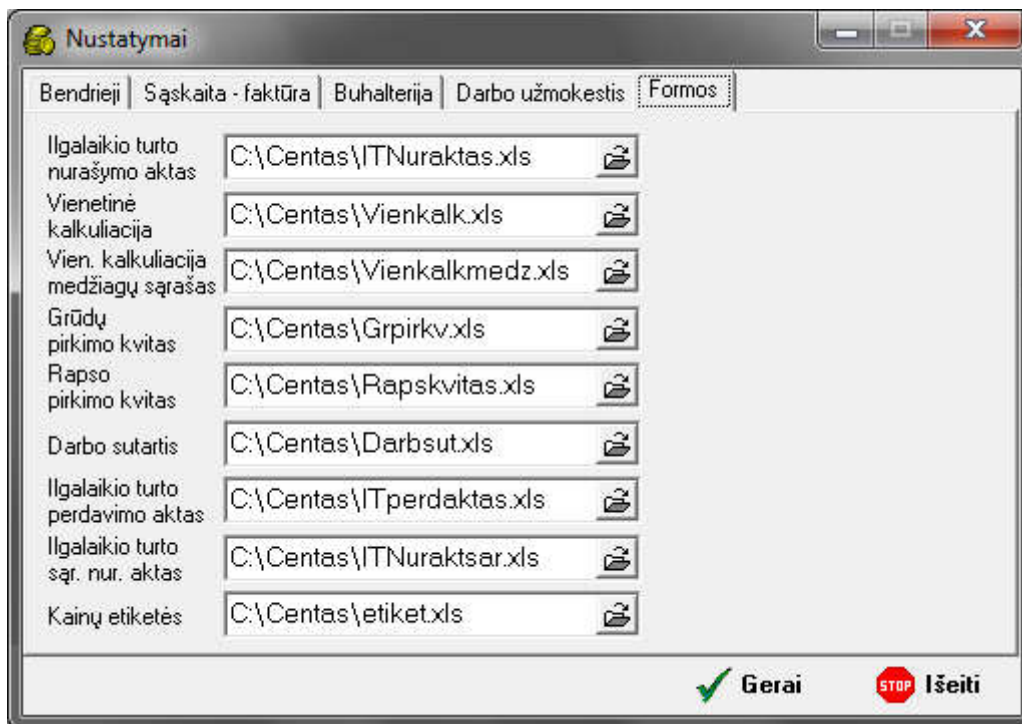 Nustatymai
Bendrieji Sąskaita - faktūra Buhalterija Darbo užmokestis Formos
Ilgalaikio turto
nurašymo aktas
C:\Centas\ITNuraktas.xls
Vienetinė
kalkuliacija
C:\Centas\Vienkalk.xls
Vien. kalkuliacija
medžiagų sąrašas
C:\Centas\Vienkalkmedz.xls
Grūdų
pirkimo kvitas
C:\Centas\Grpirkv.xls
Rapso
pirkimo kvitas
C:\Centas\Rapskvitas.xls
Darbo sutartis
C:\Centas\Darbsut.xls
Ilgalaikio turto
perdavimo aktas
C:\Centas\ITperdaktas.xls
Ilgalaikio turto
sąr. nur. aktas
C:\Centas\ITNuraktsar.xls
Kainų etiketės
C:\Centas\etiket.xls
Gerai STOP Išeiti